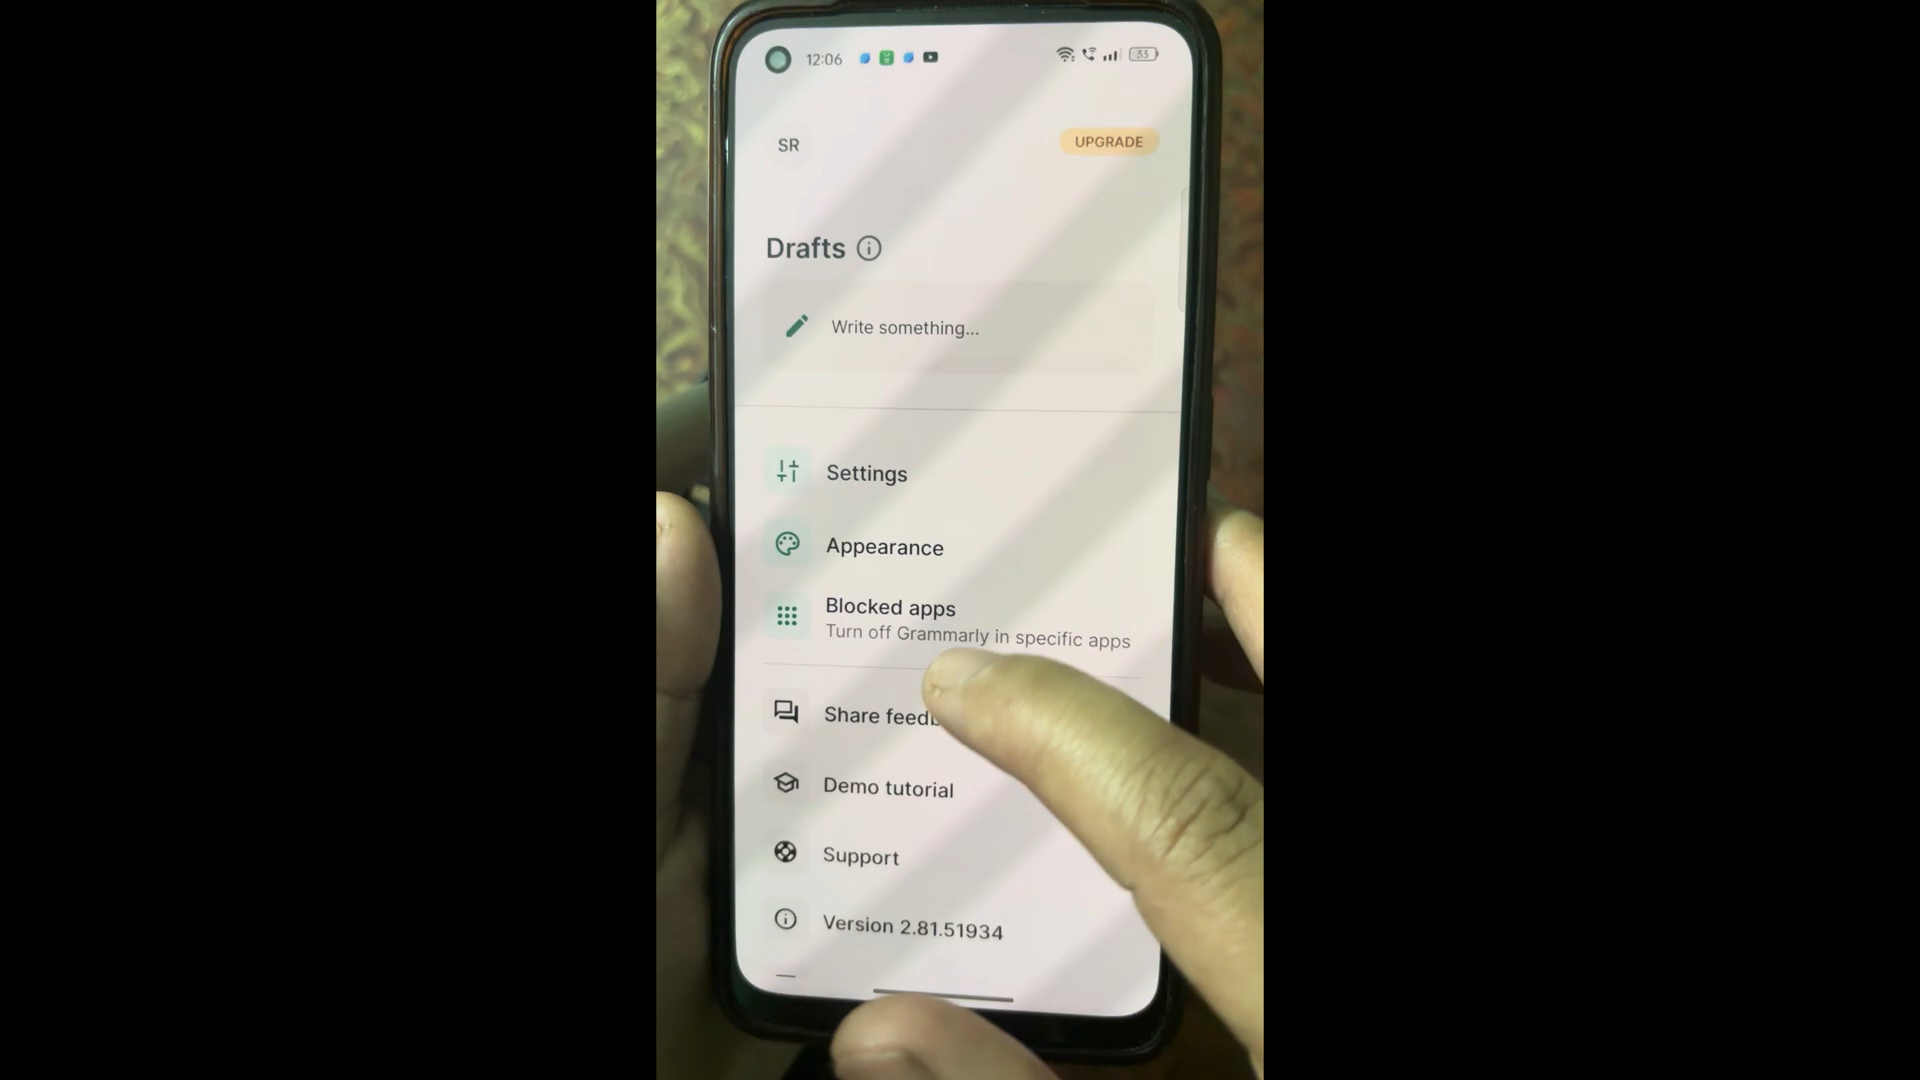 12:06
33
SR
UPGRADE
Drafts
Write something...
Settings
Appearance
Blocked apps
Turn off Grammarly in specific apps
Share
Demo tutorial
Support
Version 2.81.51934